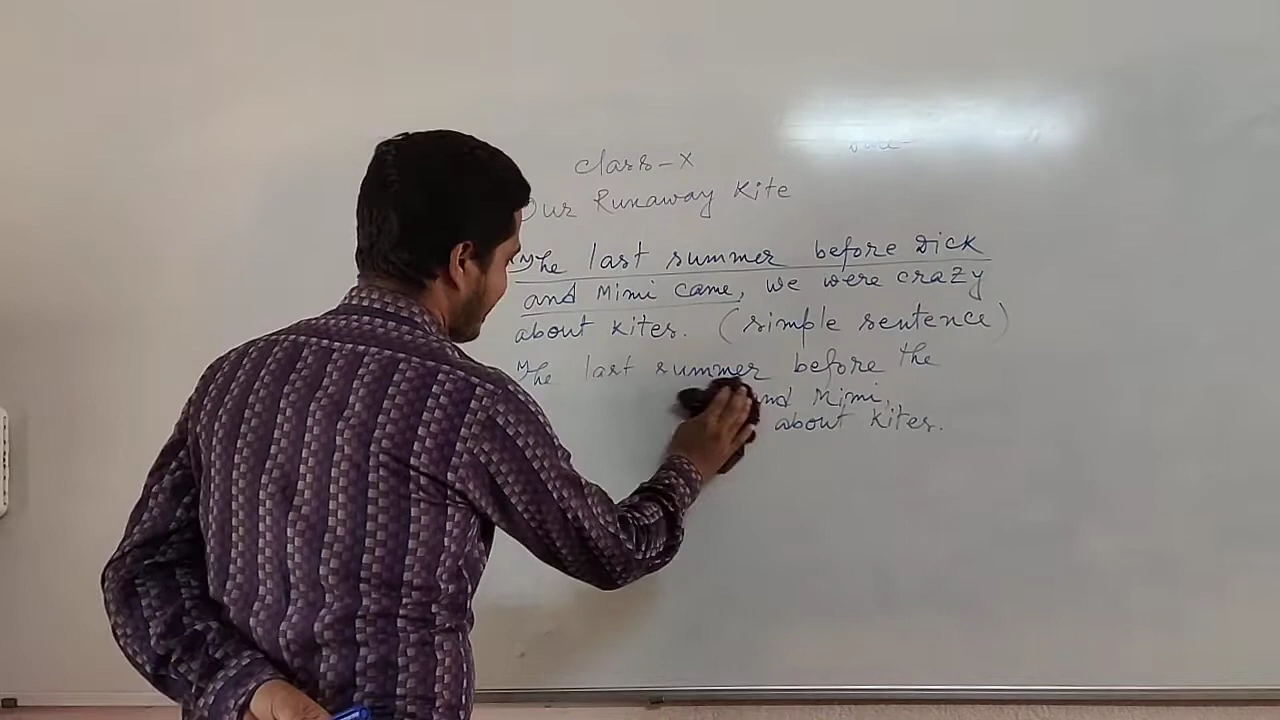 Class-X
Our Runaway Kite
The last summer before Dick
and Mimi came, we were crazy
about kites. (simple sentence)
The last summer before the
and Mimi,
about kites.